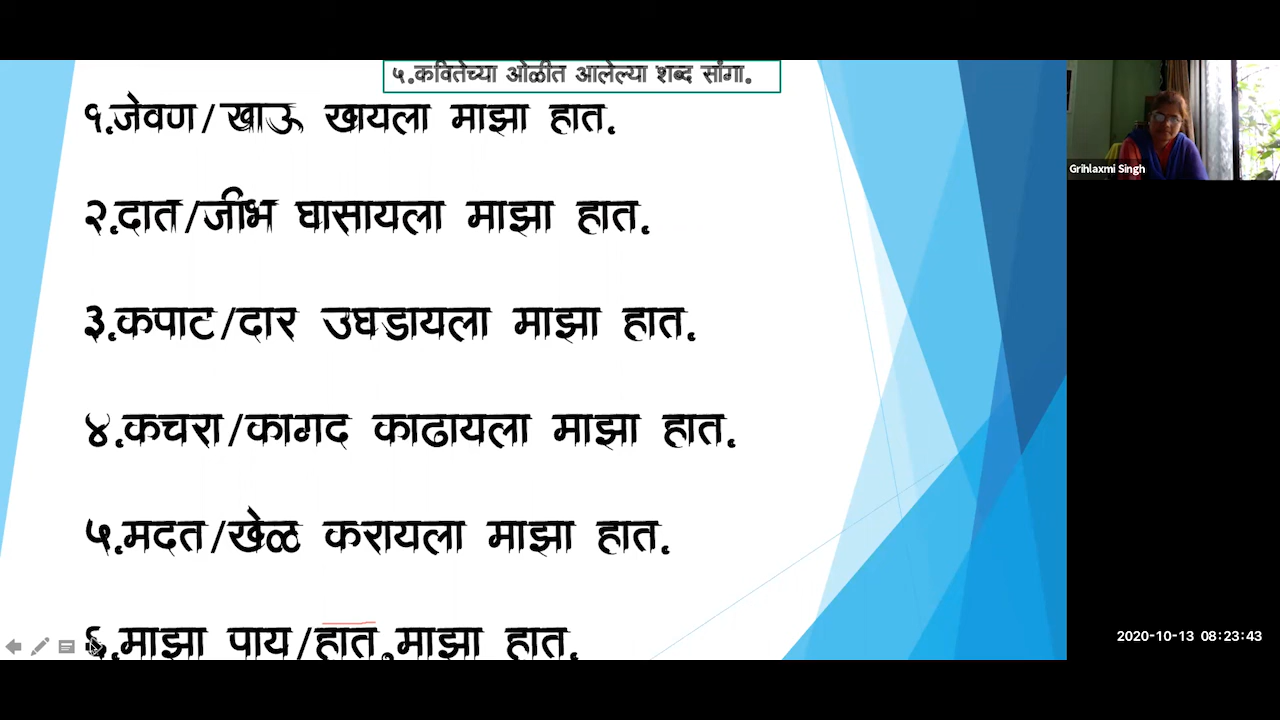 ५.कवितेच्या ओळीत आलेल्या शब्द सांगा.
१.जेवण/खाऊ खायला माझा हात.
२.दात/जीभ घासायला माझा हात.
३.कपाट/दार उघडायला माझा हात.
४.कचरा/कागद काढायला माझा हात.
५.मदत/खेळ करायला माझा हात.
६.माझा पाय/हात,माझा हात.
Grihlaxmi Singh
2020-10-13 08:23:43